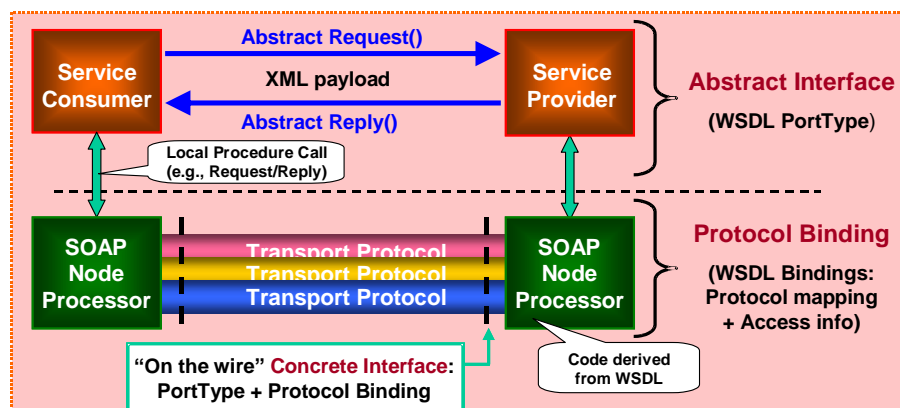 Abstract Request()
Service
Consumer
XML payload
Service
Provider
Abstract Reply()
Abstract Interface
(WSDL PortType)
Local Procedure Call
(e.g., Request/Reply)
SOAP
Node
Processor
Transport Protocol
Transport Protocol
Transport Protocol
SOAP
Node
Processor
Protocol Binding
(WSDL Bindings:
Protocol mapping
+ Access info)
“On the wire” Concrete Interface:
PortType + Protocol Binding
Code derived
from WSDL